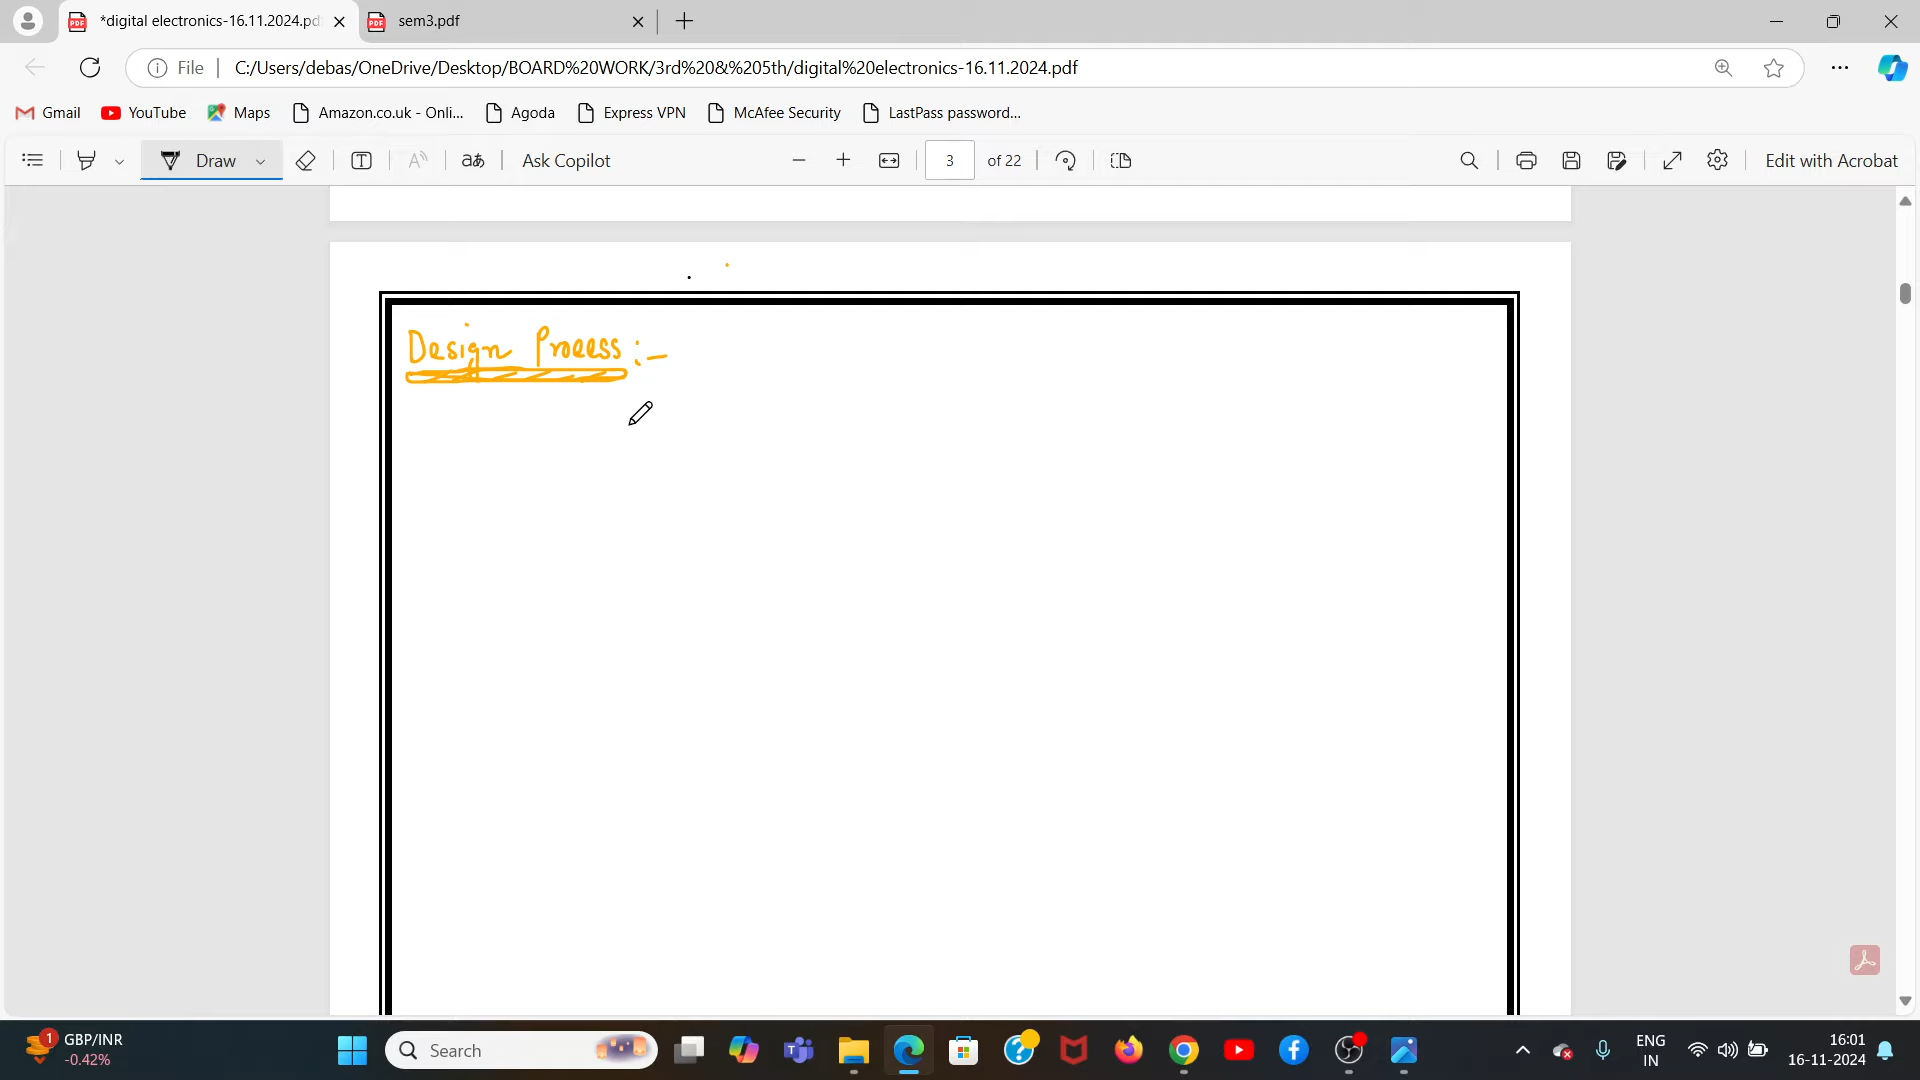 *digital electronics-16.11.2024.pd
sem3.pdf
File
C:/Users/debas/OneDrive/Desktop/BOARD%20WORK/3rd%20&%205th/digital%20electronics-16.11.2024.pdf
Gmail
YouTube
Maps
Amazon.co.uk - Onli...
Agoda
Express VPN
McAfee Security
LastPass password...
Draw
Ask Copilot
3
of 22
Edit with Acrobat
Design Process :-
1
GBP/INR
-0.42%
Search
ENG
IN
16:01
16-11-2024